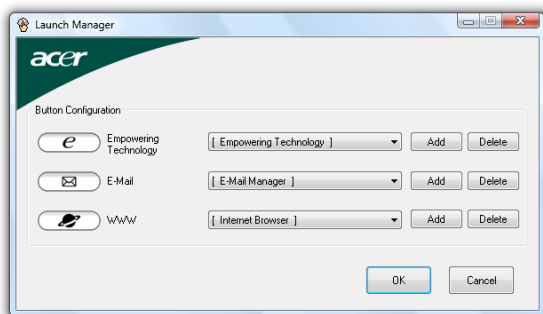 Launch Manager
acer
Button Configuration
e
Empowering
Technology
[ Empowering Technology ]
Add
Delete
E-Mail
[ E-Mail Manager ]
Add
Delete
WWW
[ Internet Browser ]
Add
Delete
OK
Cancel